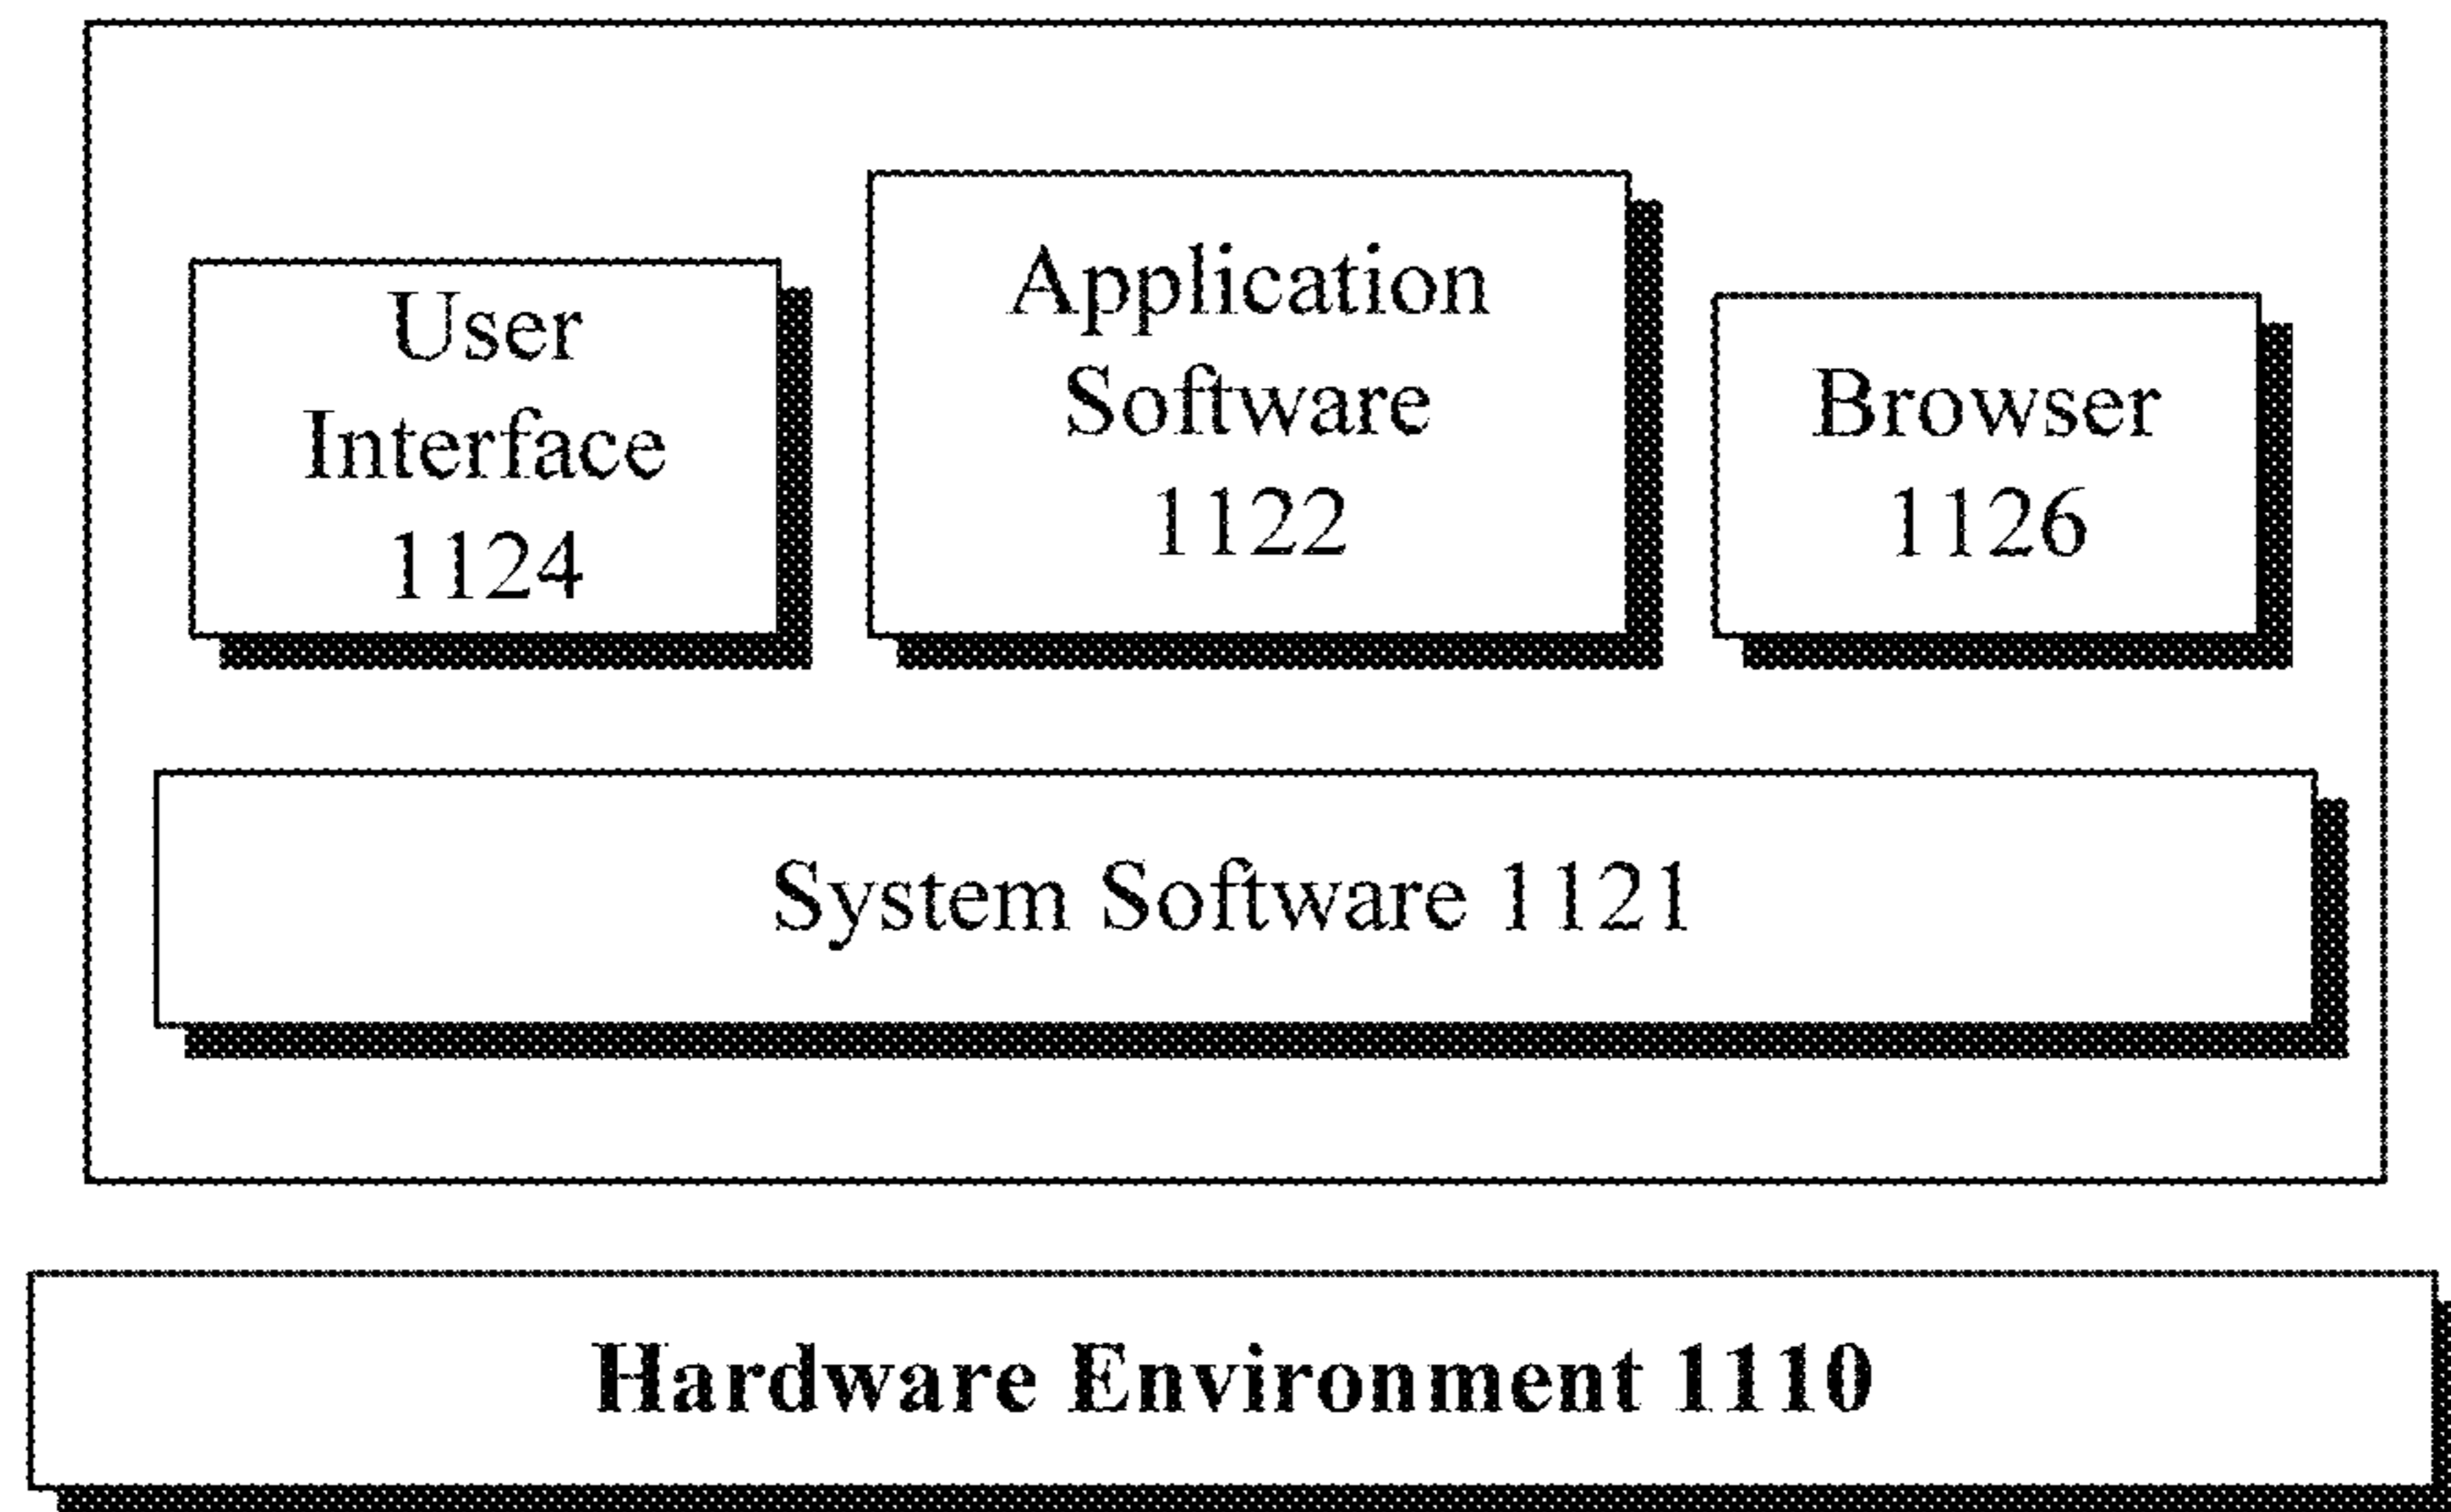 User
Interface
1124
Application
Software
1122
Browser
1126
System Software 1121
Hardware Environment 1110